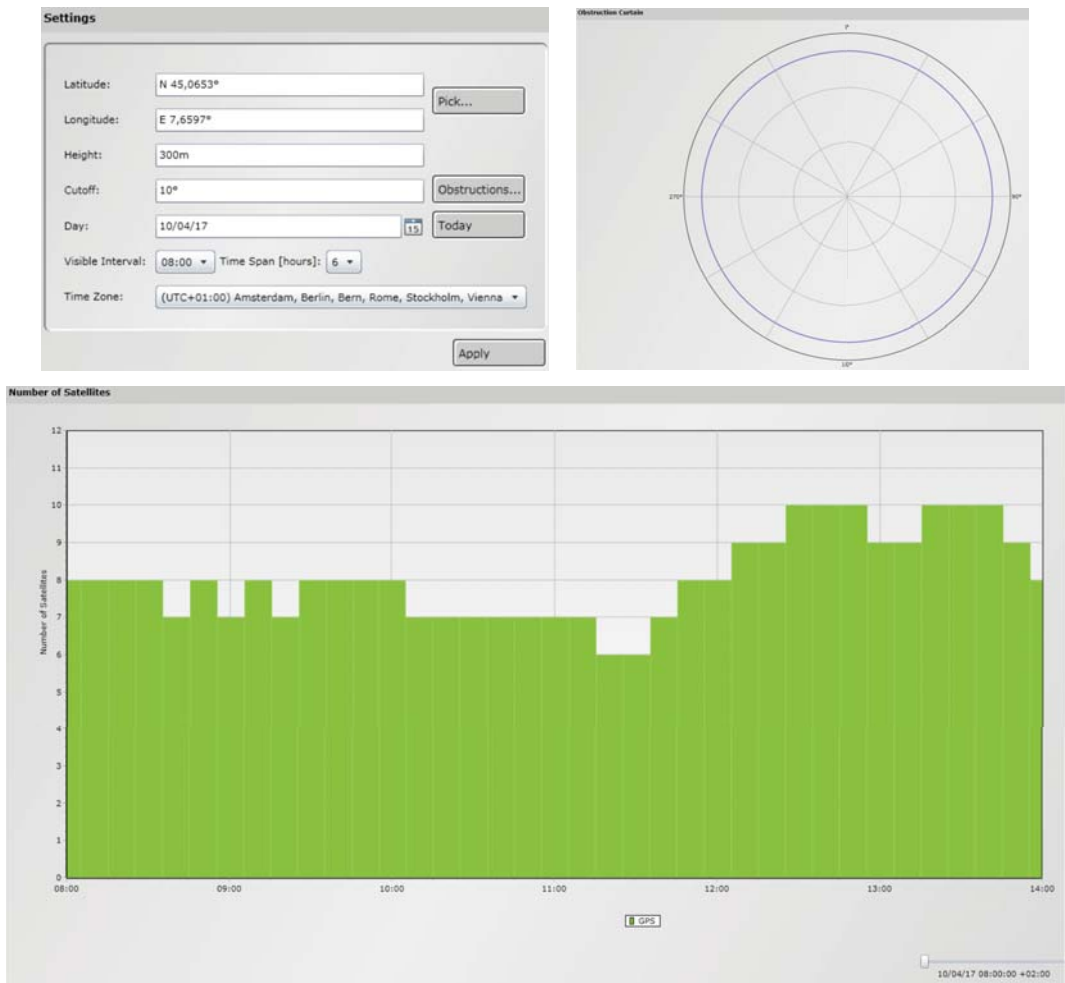 Settings
Latitude: N 45,0653°
Pick...
Longitude: E 7,6597°
Height: 300m
Cutoff: 10° Obstructions...
Day: 10/04/17 15 Today
Visible Interval: 08:00 Time Span [hours]: 6
Time Zone: (UTC+01:00) Amsterdam, Berlin, Bern, Rome, Stockholm, Vienna
Apply
Obstruction Curtain
270°
90°
Number of Satellites
12
11
10
9
8
7
6
5
4
3
2
1
0
Number of Satellites
08:00 09:00 10:00 11:00 12:00 13:00 14:00
GPS
10/04/17 08:00:00 +02:00